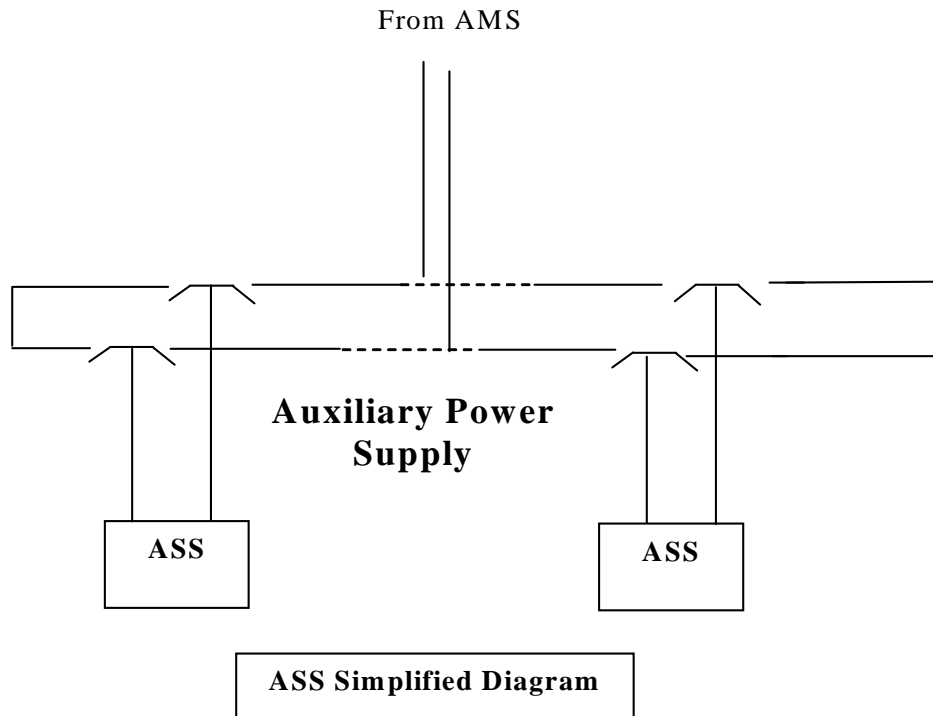 From AMS
Auxiliary Power
Supply
ASS
ASS
ASS Simplified Diagram